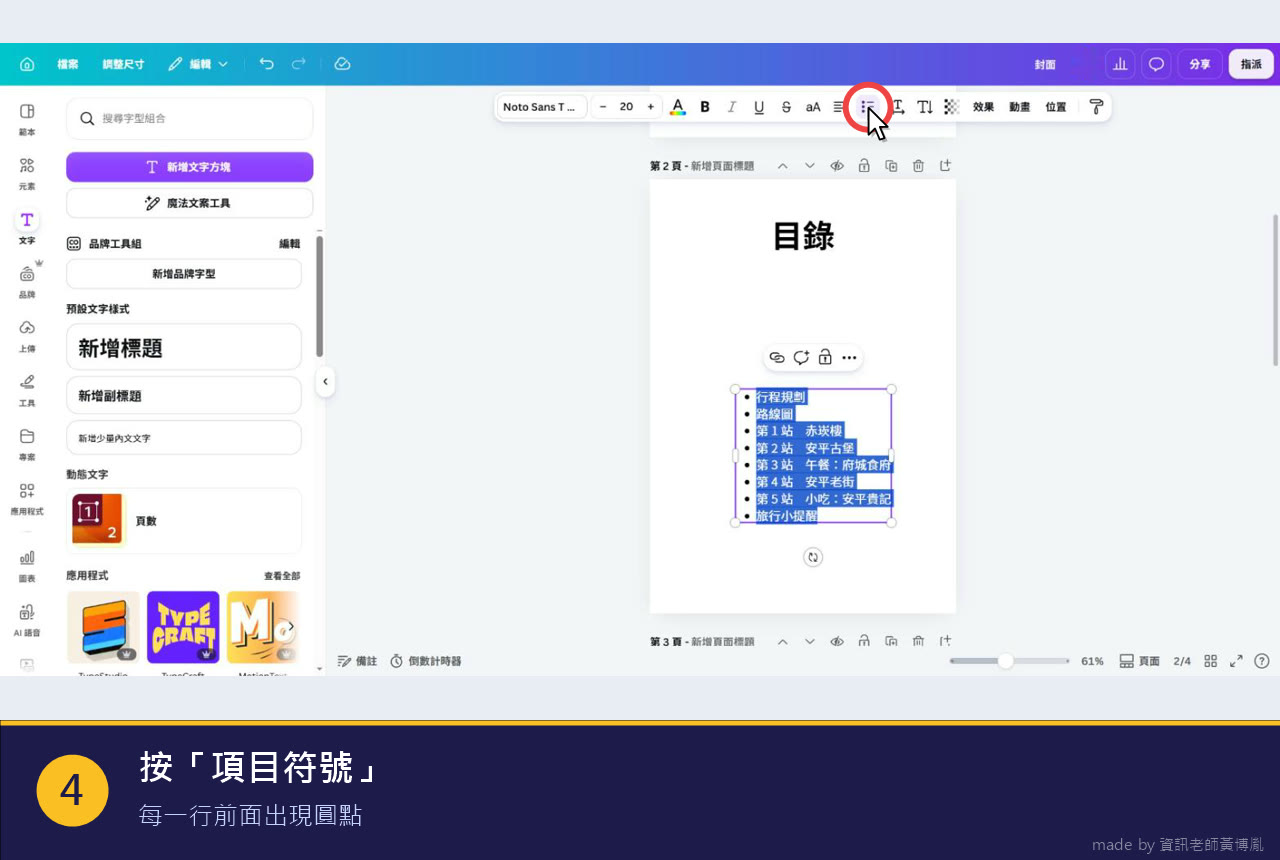 檔案 調整尺寸 編輯 封面 分享 指派
Noto Sans T ... − 20 + A B I U S aA 效果 動畫 位置
範本
元素
文字
品牌
上傳
工具
專案
應用程式
圖表
AI 語音
搜尋字型組合
新增文字方塊
魔法文案工具
品牌工具組 編輯
新增品牌字型
預設文字樣式
新增標題
新增副標題
新增少量內文文字
動態文字
1 2 頁數
應用程式 查看全部
TYPE CRAFT Mo
TypeStudio TypeCraft MotionText
第 2 頁 - 新增頁面標題
目錄
• 行程規劃
• 路線圖
• 第 1 站　赤崁樓
• 第 2 站　安平古堡
• 第 3 站　午餐：府城食府
• 第 4 站　安平老街
• 第 5 站　小吃：安平貴記
• 旅行小提醒
第 3 頁 - 新增頁面標題
備註 倒數計時器 61% 頁面 2/4
4
按「項目符號」
每一行前面出現圓點
made by 資訊老師黃博胤